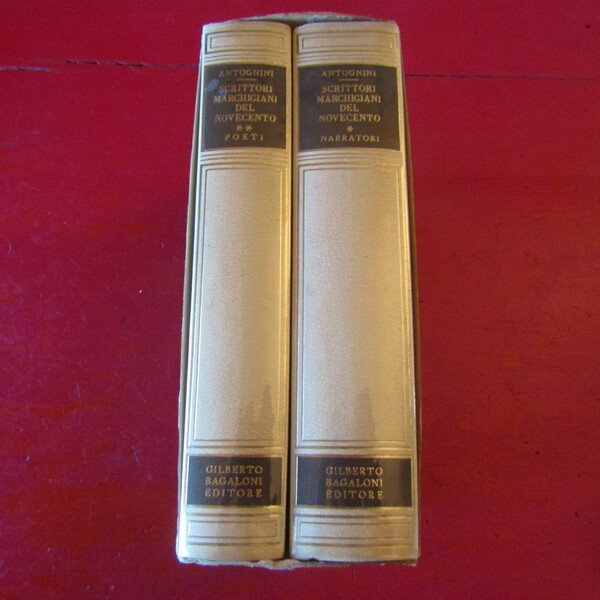 ANTOGNINI
SCRITTORI
MARCHIGIANI
DEL
NOVECENTO
**
POETI
GILBERTO
BAGALONI
EDITORE
ANTOGNINI
SCRITTORI
MARCHIGIANI
DEL
NOVECENTO
*
NARRATORI
GILBERTO
BAGALONI
EDITORE